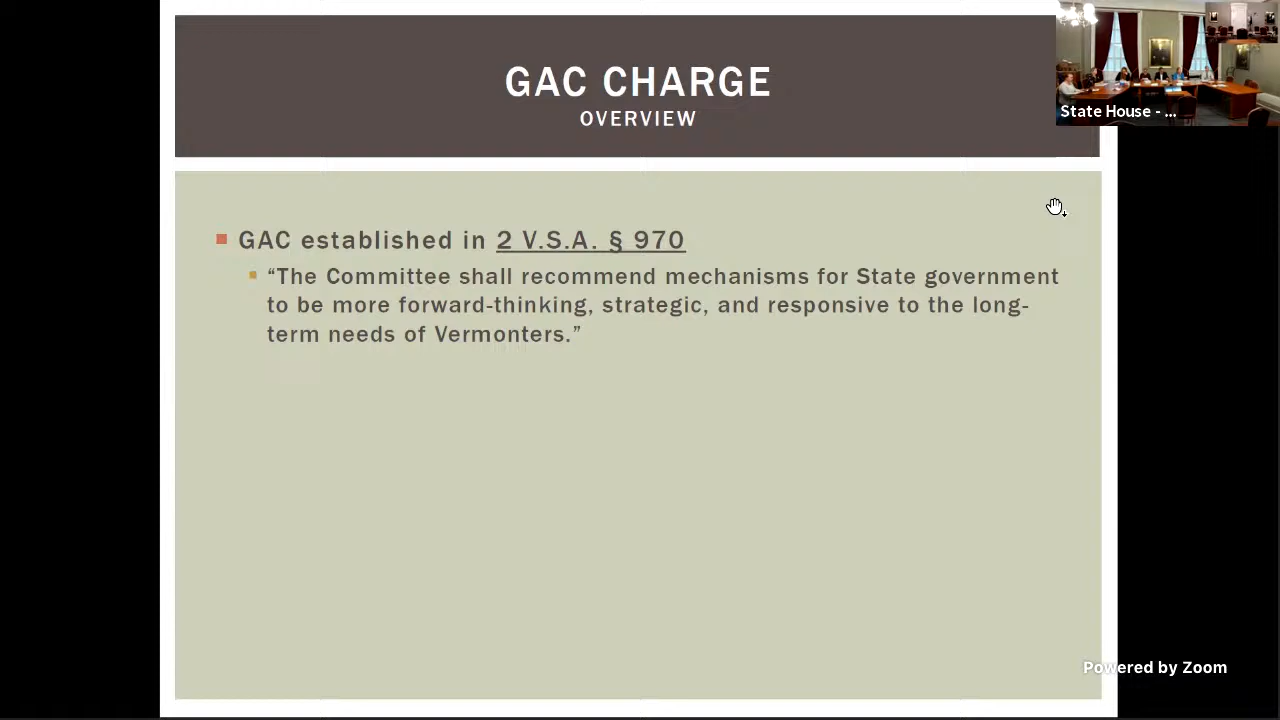 GAC CHARGE
OVERVIEW
State House - ...
GAC established in 2 V.S.A. § 970
“The Committee shall recommend mechanisms for State government
to be more forward-thinking, strategic, and responsive to the long-
term needs of Vermonters.”
Powered by Zoom